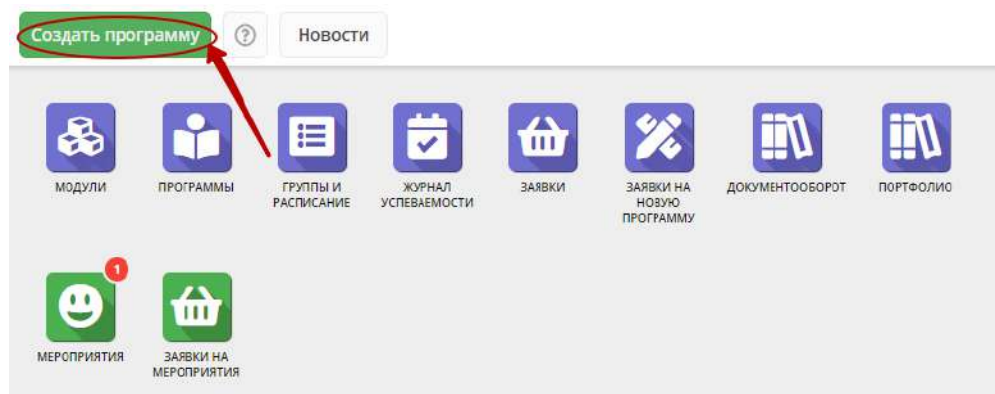 Создать программу
Новости
МОДУЛИ
ПРОГРАММЫ
ГРУППЫ И
РАСПИСАНИЕ
ЖУРНАЛ
УСПЕВАЕМОСТИ
ЗАЯВКИ
ЗАЯВКИ НА
НОВУЮ
ПРОГРАММУ
ДОКУМЕНТООБОРОТ
ПОРТФОЛИО
1
МЕРОПРИЯТИЯ
ЗАЯВКИ НА
МЕРОПРИЯТИЯ